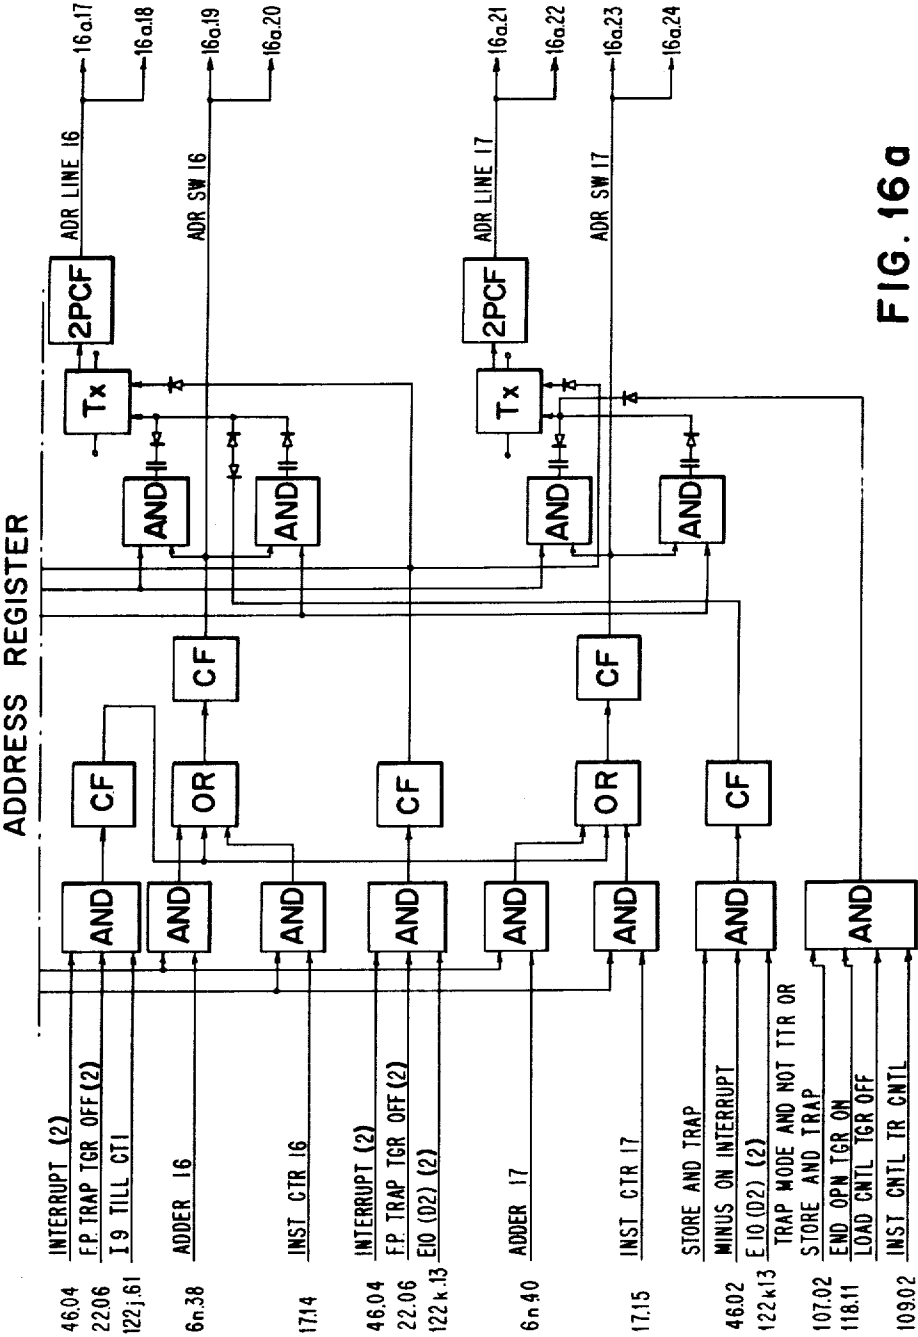 ADDRESS REGISTER
46.04 INTERRUPT (2)
22.06 F.P. TRAP TGR OFF (2)
122j.61 I 9 TILL CT1
6n.38 ADDER 16
17.14 INST CTR 16
46.04 INTERRUPT (2)
22.06 F.P. TRAP TGR OFF (2)
122k.13 E10 (D2) (2)
6n40 ADDER 17
17.15 INST CTR 17
STORE AND TRAP
46.02 MINUS ON INTERRUPT
122k13 E 10 (D2) (2)
TRAP MODE AND NOT TTR OR
107.02 STORE AND TRAP
118.11 END OPN TGR ON
LOAD CNTL TGR OFF
109.02 INST CNTL TR CNTL
AND
AND
AND
AND
AND
AND
AND
AND
CF
OR
CF
OR
CF
CF
CF
AND
AND
AND
AND
Tx
Tx
2PCF
2PCF
ADR LINE 16
ADR SW 16
ADR LINE 17
ADR SW 17
16a.17
16a.18
16a.19
16a.20
16a.21
16a.22
16a.23
16a.24
FIG. 16a